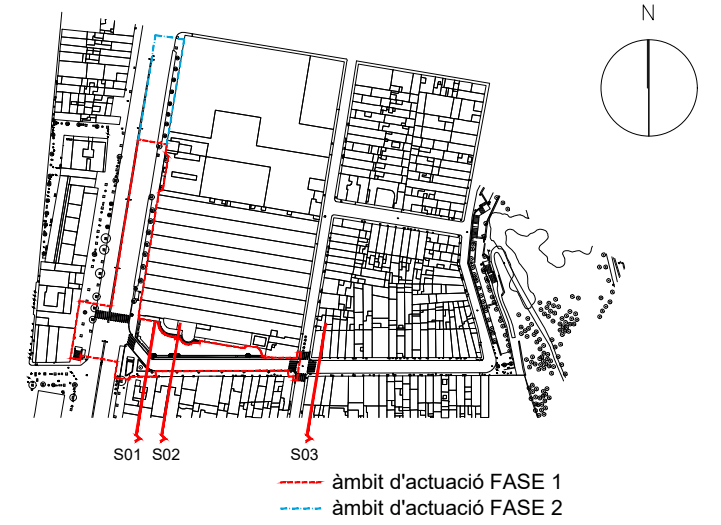 N
S01
S02
S03
àmbit d'actuació FASE 1
àmbit d'actuació FASE 2